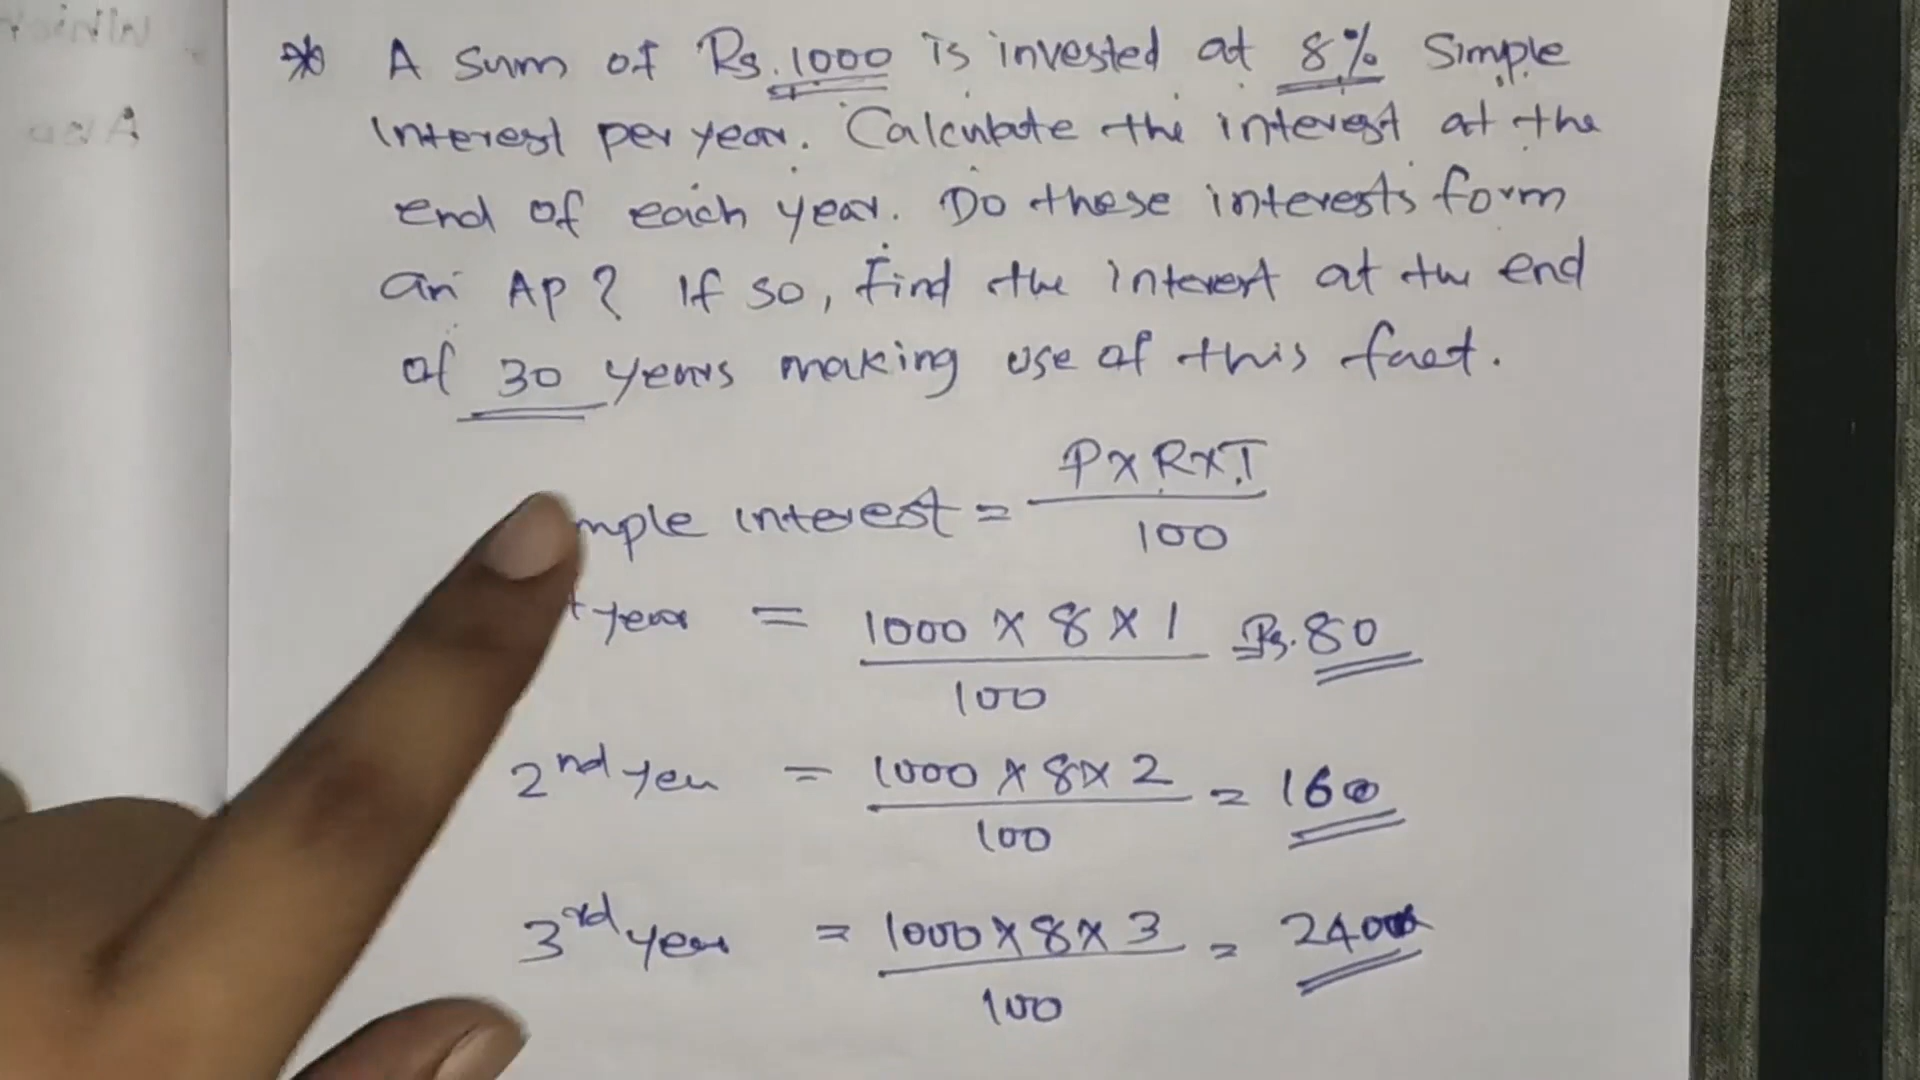 A sum of Rs. 1000 is invested at 8% Simple
Interest per year. Calculate the interest at the
end of each year. Do these interests form
an AP? If so, find the interest at the end
of 30 years making use of this fact.
mple interest = P x R x T / 100
t year = 1000 x 8 x 1 / 100 = Rs. 80
2nd year = 1000 x 8 x 2 / 100 = 160
3rd year = 1000 x 8 x 3 / 100 = 240